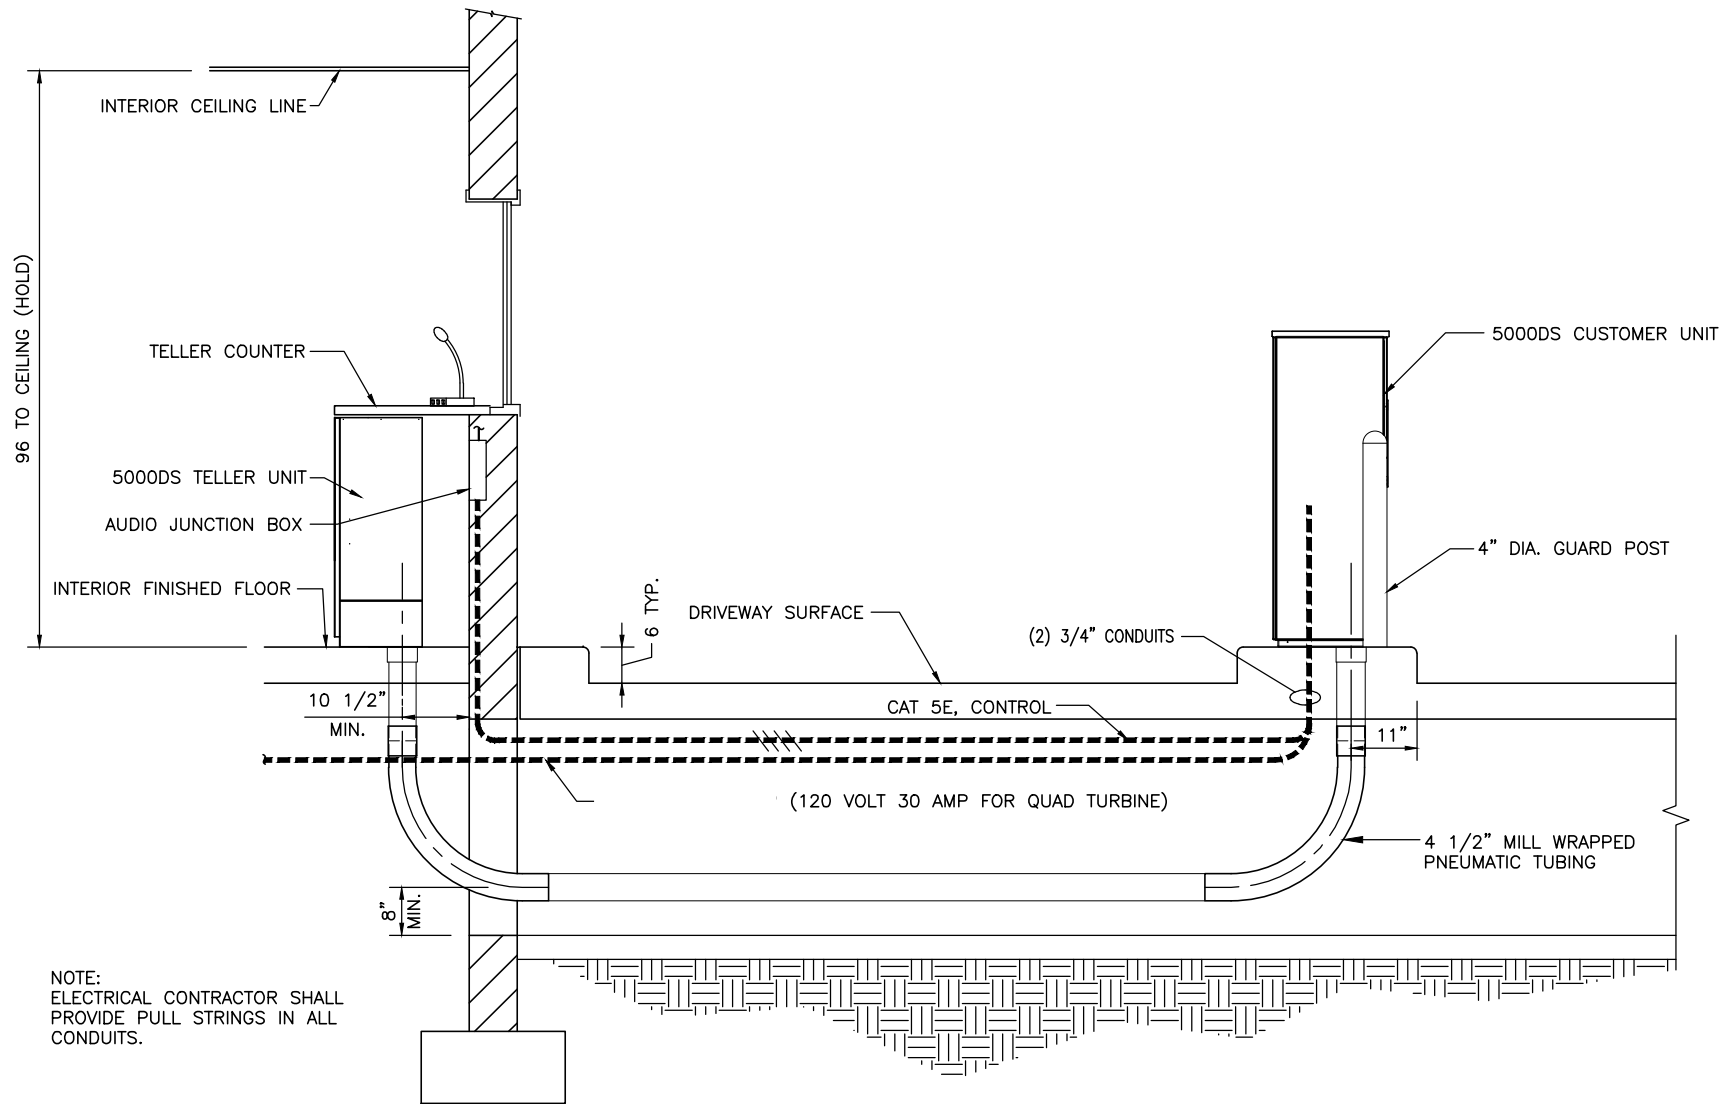 INTERIOR CEILING LINE
96 TO CEILING (HOLD)
TELLER COUNTER
5000DS CUSTOMER UNIT
5000DS TELLER UNIT
AUDIO JUNCTION BOX
4" DIA. GUARD POST
INTERIOR FINISHED FLOOR
6 TYP.
DRIVEWAY SURFACE
(2) 3/4" CONDUITS
10 1/2"
MIN.
CAT 5E, CONTROL
11"
(120 VOLT 30 AMP FOR QUAD TURBINE)
4 1/2" MILL WRAPPED
PNEUMATIC TUBING
8"
MIN.
NOTE:
ELECTRICAL CONTRACTOR SHALL
PROVIDE PULL STRINGS IN ALL
CONDUITS.